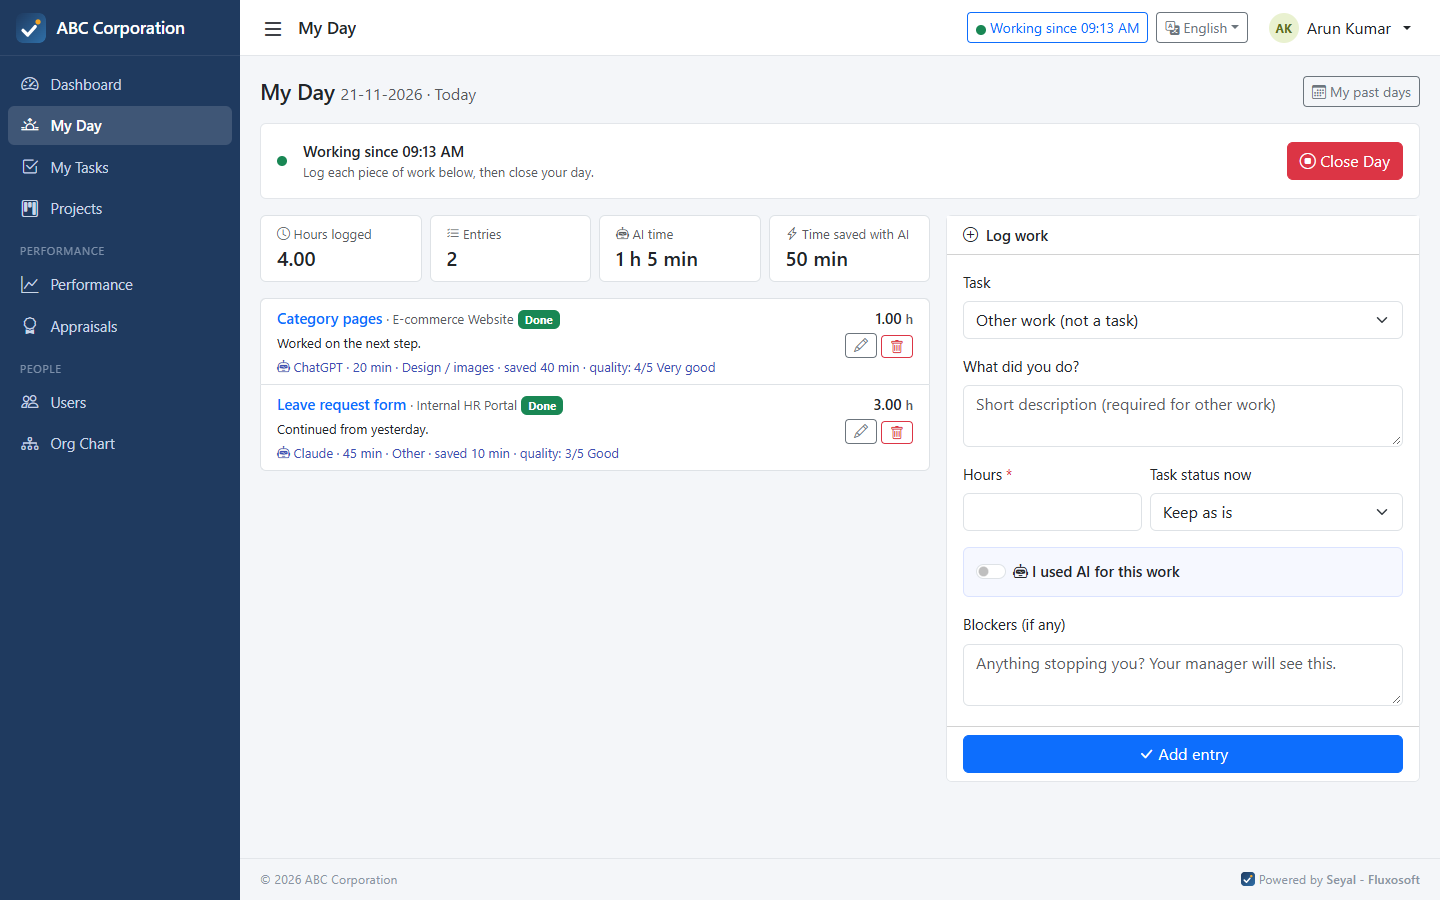 ABC Corporation
My Day
Working since 09:13 AM
English
AK
Arun Kumar
Dashboard
My Day
My Tasks
Projects
PERFORMANCE
Performance
Appraisals
PEOPLE
Users
Org Chart
My Day 21-11-2026 · Today
My past days
Working since 09:13 AM
Log each piece of work below, then close your day.
Close Day
Hours logged
4.00
Entries
2
AI time
1 h 5 min
Time saved with AI
50 min
Category pages · E-commerce Website Done
1.00 h
Worked on the next step.
ChatGPT · 20 min · Design / images · saved 40 min · quality: 4/5 Very good
Leave request form · Internal HR Portal Done
3.00 h
Continued from yesterday.
Claude · 45 min · Other · saved 10 min · quality: 3/5 Good
Log work
Task
Other work (not a task)
What did you do?
Short description (required for other work)
Hours *
Task status now
Keep as is
I used AI for this work
Blockers (if any)
Anything stopping you? Your manager will see this.
Add entry
© 2026 ABC Corporation
Powered by Seyal - Fluxosoft